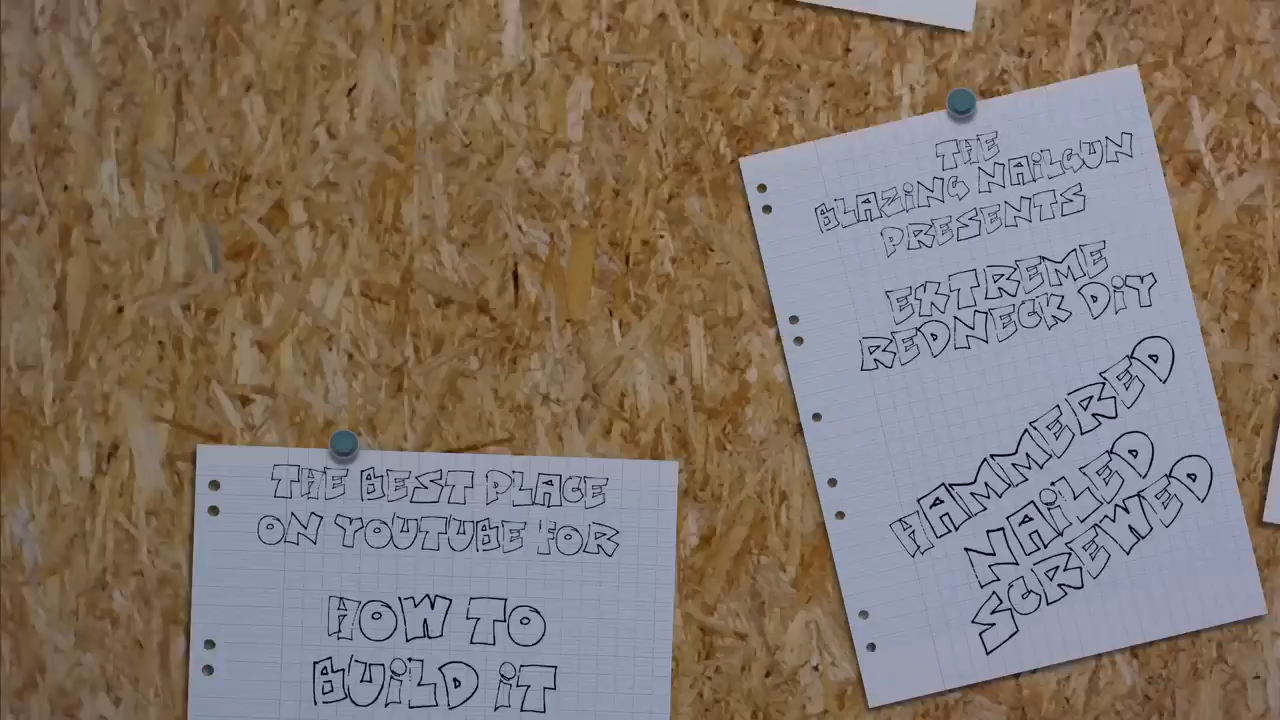 THE
BLAZING NAILGUN
PRESENTS
EXTREME
REDNECK DIY
HAMMERED
NAILED
SCREWED
THE BEST PLACE
ON YOUTUBE FOR
HOW TO
BUILD IT